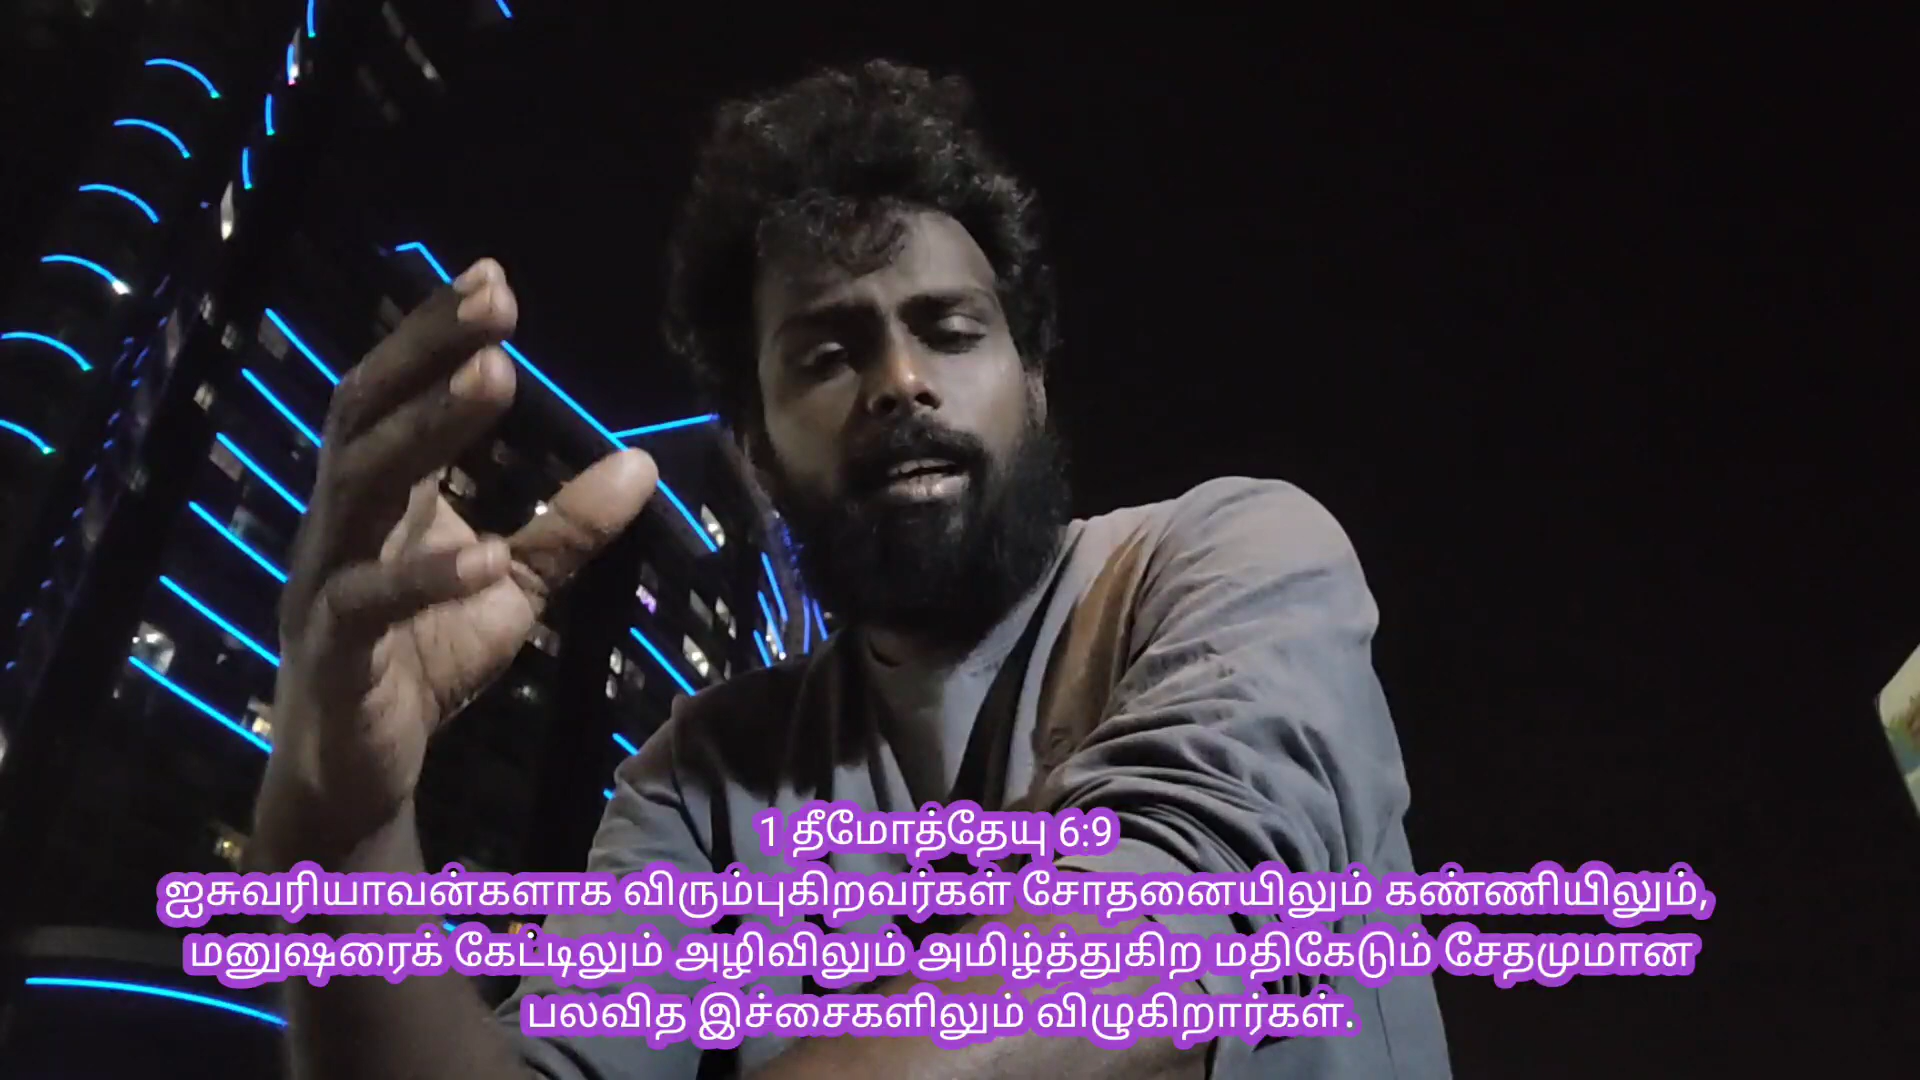 1 தீமோத்தேயு 6:9
ஐசுவரியாவன்களாக விரும்புகிறவர்கள் சோதனையிலும் கண்ணியிலும்,
மனுஷரைக் கேட்டிலும் அழிவிலும் அமிழ்த்துகிற மதிகேடும் சேதமுமான
பலவித இச்சைகளிலும் விழுகிறார்கள்.